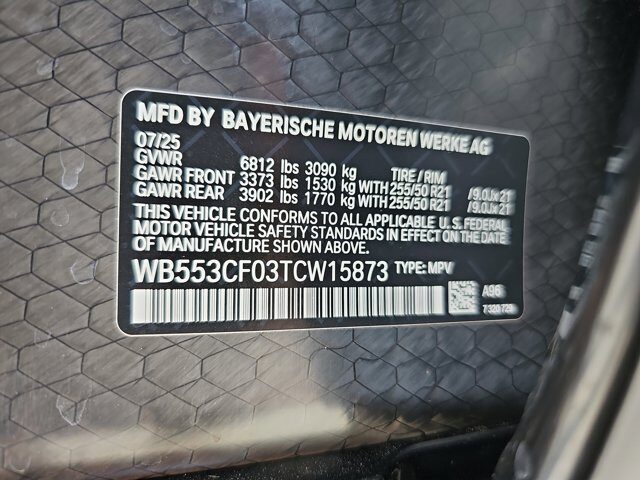 MFD BY BAYERISCHE MOTOREN WERKE AG
07/25
GVWR 6812 lbs 3090 kg TIRE / RIM
GAWR FRONT 3373 lbs 1530 kg WITH 255/50 R21 / 9.0Jx21
GAWR REAR 3902 lbs 1770 kg WITH 255/50 R21 / 9.0Jx21
THIS VEHICLE CONFORMS TO ALL APPLICABLE U. S. FEDERAL
MOTOR VEHICLE SAFETY STANDARDS IN EFFECT ON THE DATE
OF MANUFACTURE SHOWN ABOVE.
WB553CF03TCW15873 TYPE: MPV
A96